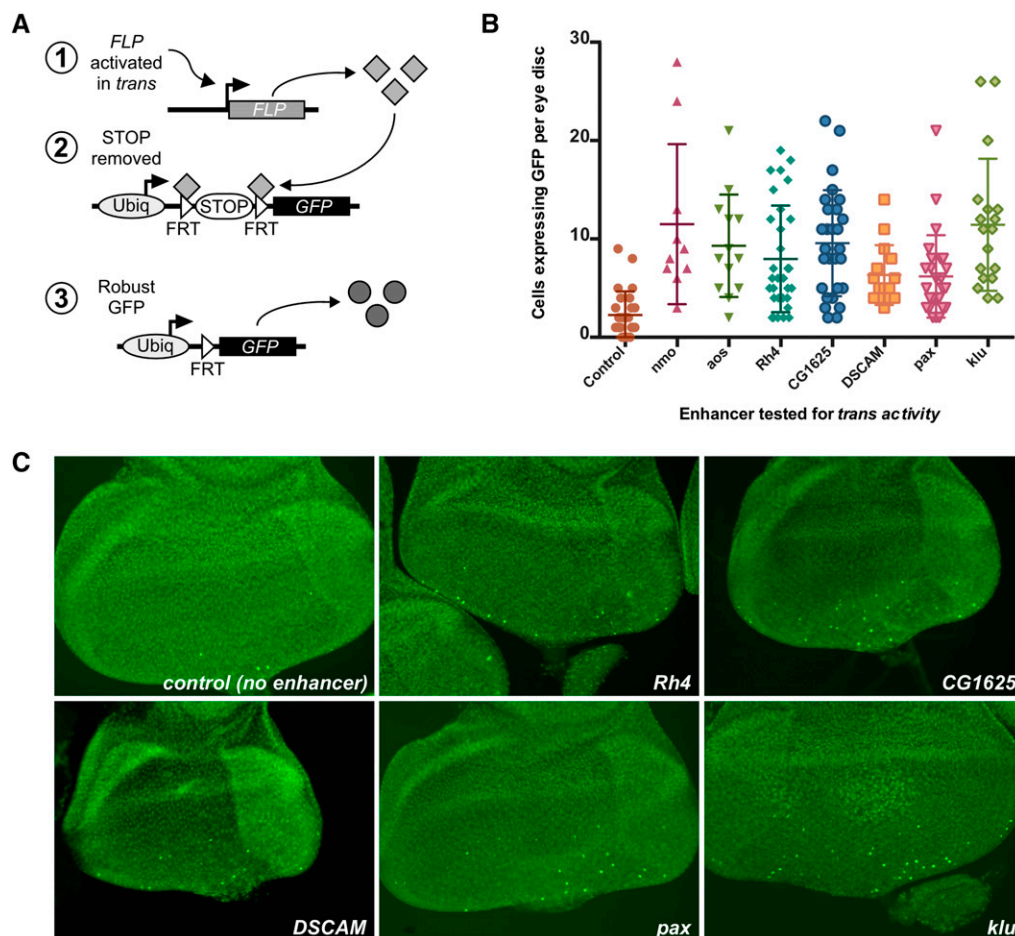 A
1
FLP
activated
in trans
FLP
2
STOP
removed
Ubiq
STOP
GFP
FRT
FRT
3
Robust
GFP
Ubiq
GFP
FRT
B
Cells expressing GFP per eye disc
30
20
10
0
Control
nmo
aos
Rh4
CG1625
DSCAM
pax
klu
Enhancer tested for trans activity
C
control (no enhancer)
Rh4
CG1625
DSCAM
pax
klu